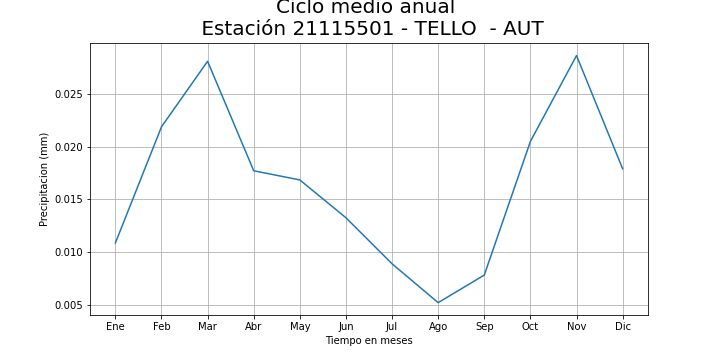 Ciclo medio anual
Estación 21115501 - TELLO  - AUT
Precipitacion (mm)
0.025
0.020
0.015
0.010
0.005
Ene Feb Mar Abr May Jun Jul Ago Sep Oct Nov Dic
Tiempo en meses